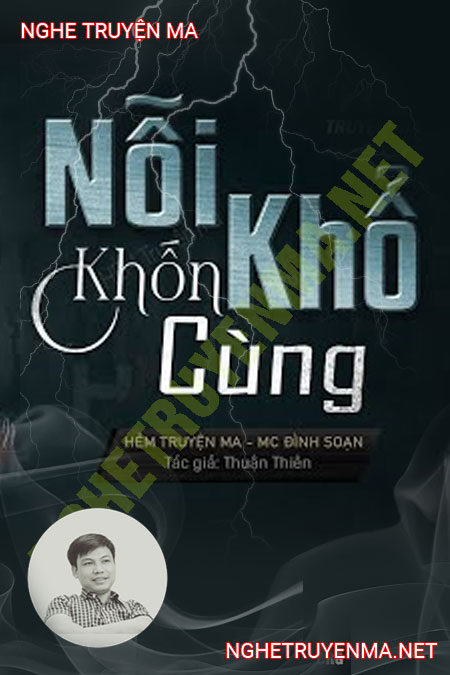 NGHE TRUYỆN MA
Nỗi
Khổ
Khốn
Cùng
HẺM TRUYỆN MA - MC ĐÌNH SOẠN
Tác giả: Thuận Thiên
NGHETRUYENMA.NET
NGHETRUYENMA.NET